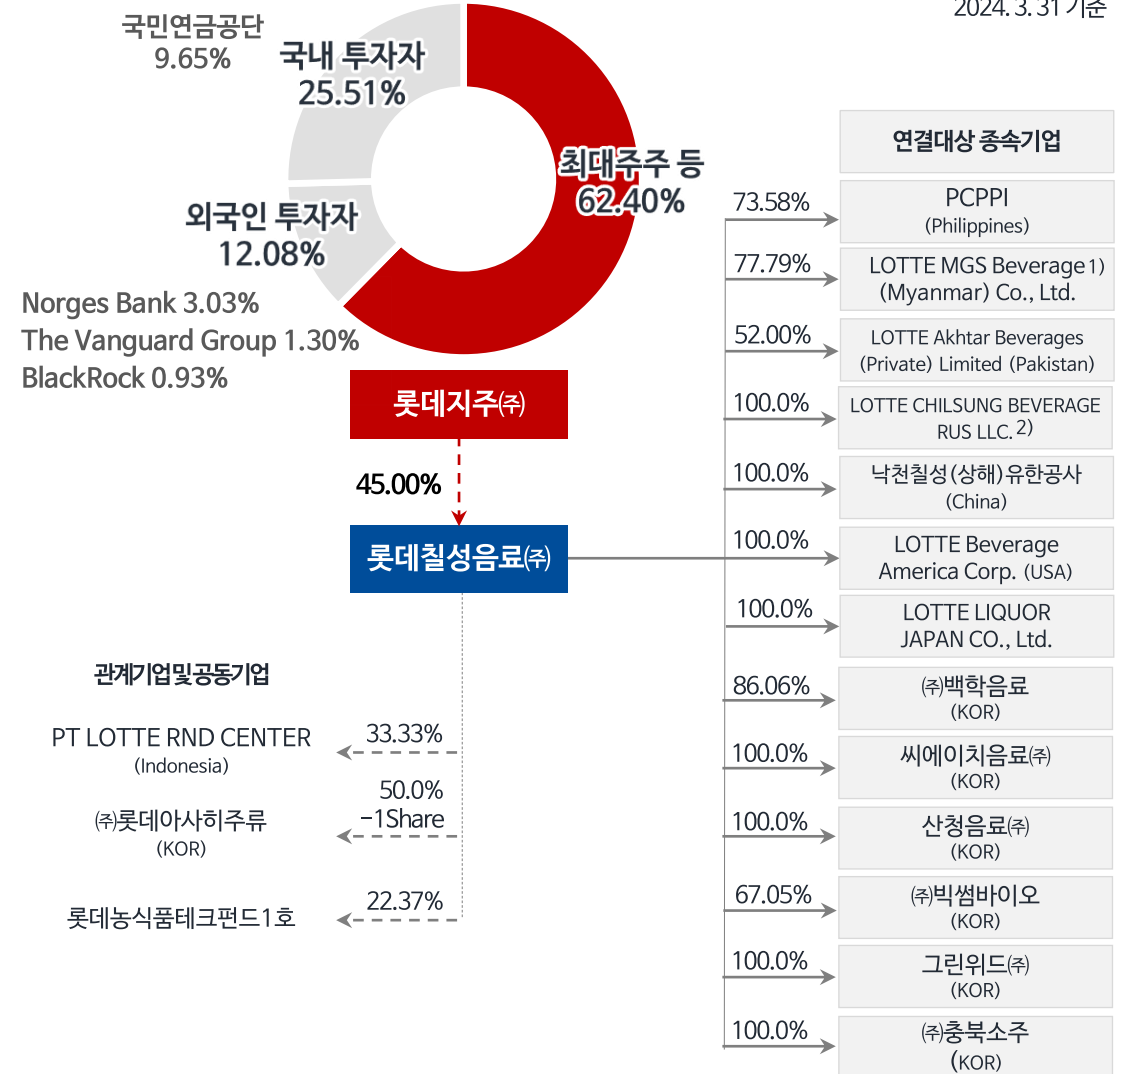 2024. 3. 31 기준
국민연금공단
9.65%
국내 투자자
25.51%
최대주주 등
62.40%
외국인 투자자
12.08%
Norges Bank 3.03%
The Vanguard Group 1.30%
BlackRock 0.93%
롯데지주㈜
45.00%
롯데칠성음료㈜
관계기업및공동기업
PT LOTTE RND CENTER
(Indonesia)
33.33%
㈜롯데아사히주류
(KOR)
50.0%
-1Share
롯데농식품테크펀드1호
22.37%
연결대상 종속기업
73.58%
PCPPI
(Philippines)
77.79%
LOTTE MGS Beverage 1)
(Myanmar) Co., Ltd.
52.00%
LOTTE Akhtar Beverages
(Private) Limited (Pakistan)
100.0%
LOTTE CHILSUNG BEVERAGE
RUS LLC. 2)
100.0%
낙천칠성(상해)유한공사
(China)
100.0%
LOTTE Beverage
America Corp. (USA)
100.0%
LOTTE LIQUOR
JAPAN CO., Ltd.
86.06%
㈜백학음료
(KOR)
100.0%
씨에이치음료㈜
(KOR)
100.0%
산청음료㈜
(KOR)
67.05%
㈜빅썸바이오
(KOR)
100.0%
그린위드㈜
(KOR)
100.0%
㈜충북소주
(KOR)